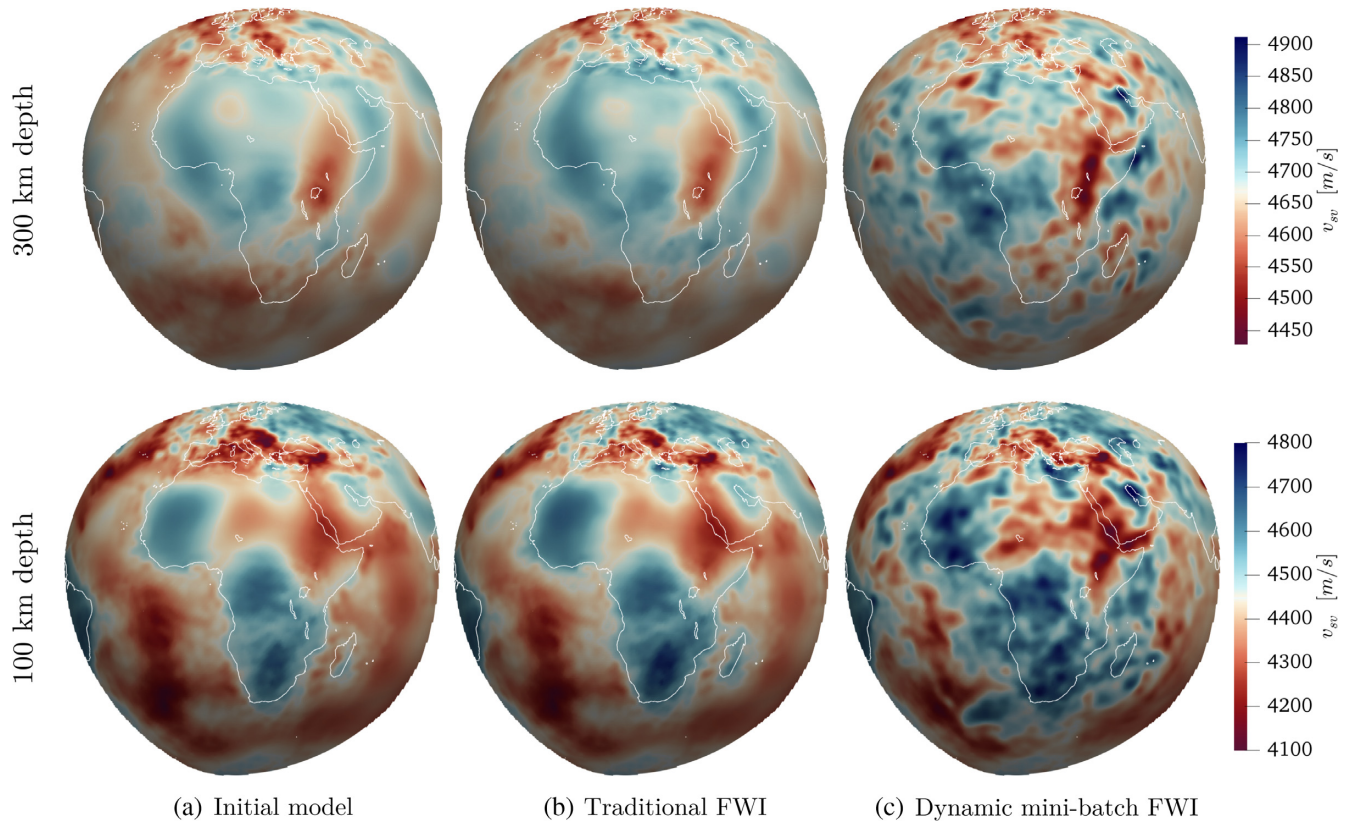 300 km depth
4900
4850
4800
4750
4700
4650
4600
4550
4500
4450
v_sv [m/s]
100 km depth
4800
4700
4600
4500
4400
4300
4200
4100
v_sv [m/s]
(a) Initial model
(b) Traditional FWI
(c) Dynamic mini-batch FWI